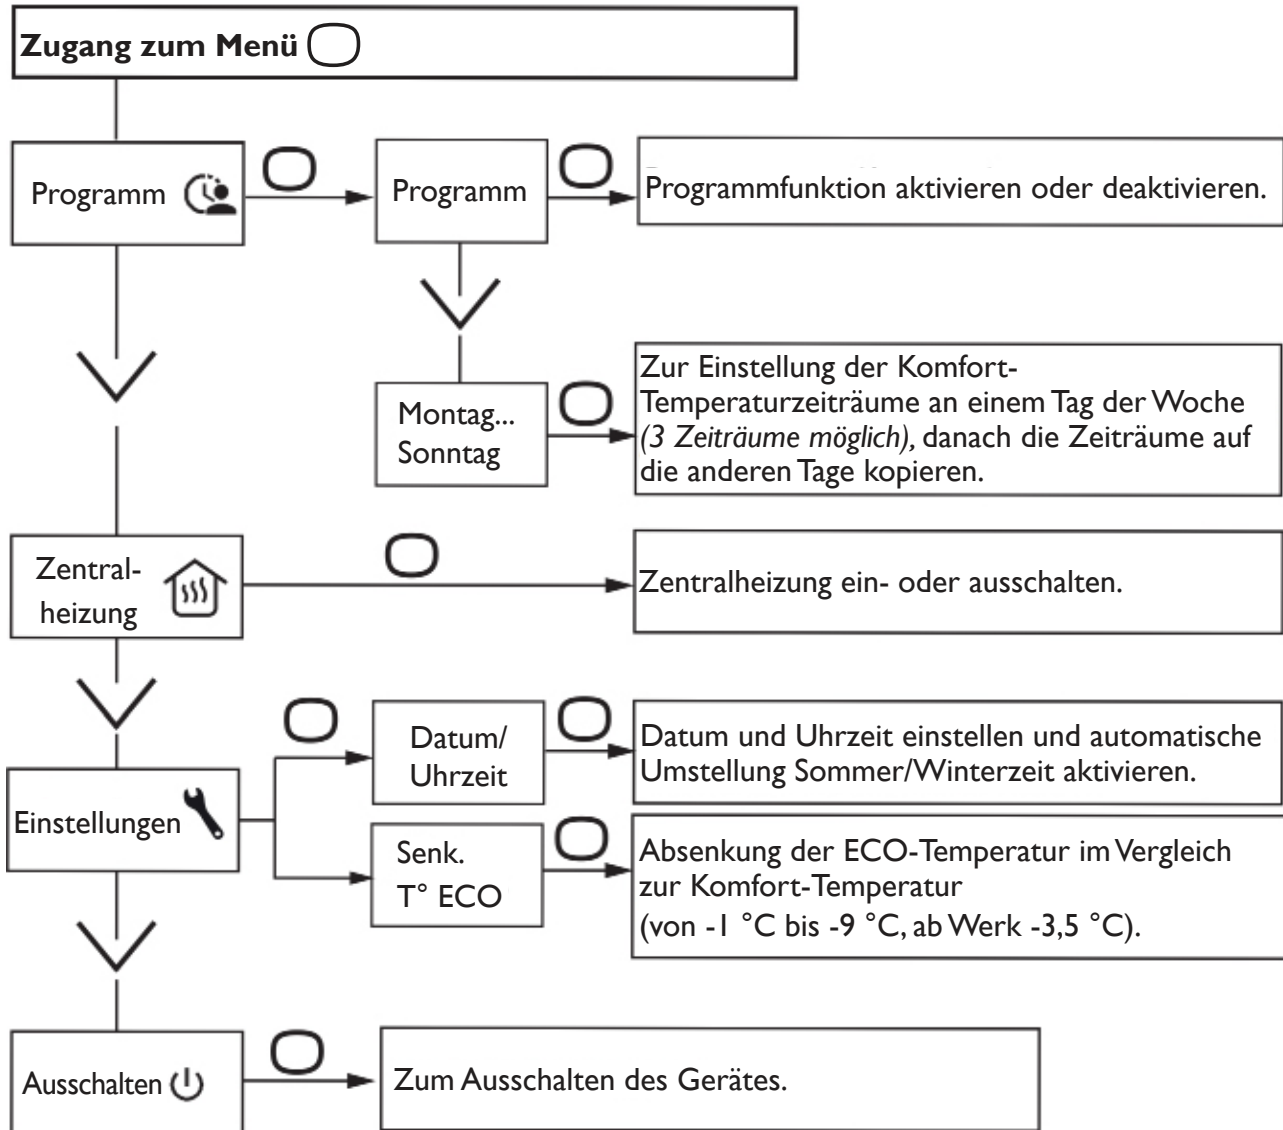 Zugang zum Menü
Programm
Programm
Programmfunktion aktivieren oder deaktivieren.
Montag...
Sonntag
Zur Einstellung der Komfort-
Temperaturzeiträume an einem Tag der Woche
(3 Zeiträume möglich), danach die Zeiträume auf
die anderen Tage kopieren.
Zentral-
heizung
Zentralheizung ein- oder ausschalten.
Einstellungen
Datum/
Uhrzeit
Datum und Uhrzeit einstellen und automatische
Umstellung Sommer/Winterzeit aktivieren.
Senk.
T° ECO
Absenkung der ECO-Temperatur im Vergleich
zur Komfort-Temperatur
(von -1 °C bis -9 °C, ab Werk -3,5 °C).
Ausschalten
Zum Ausschalten des Gerätes.